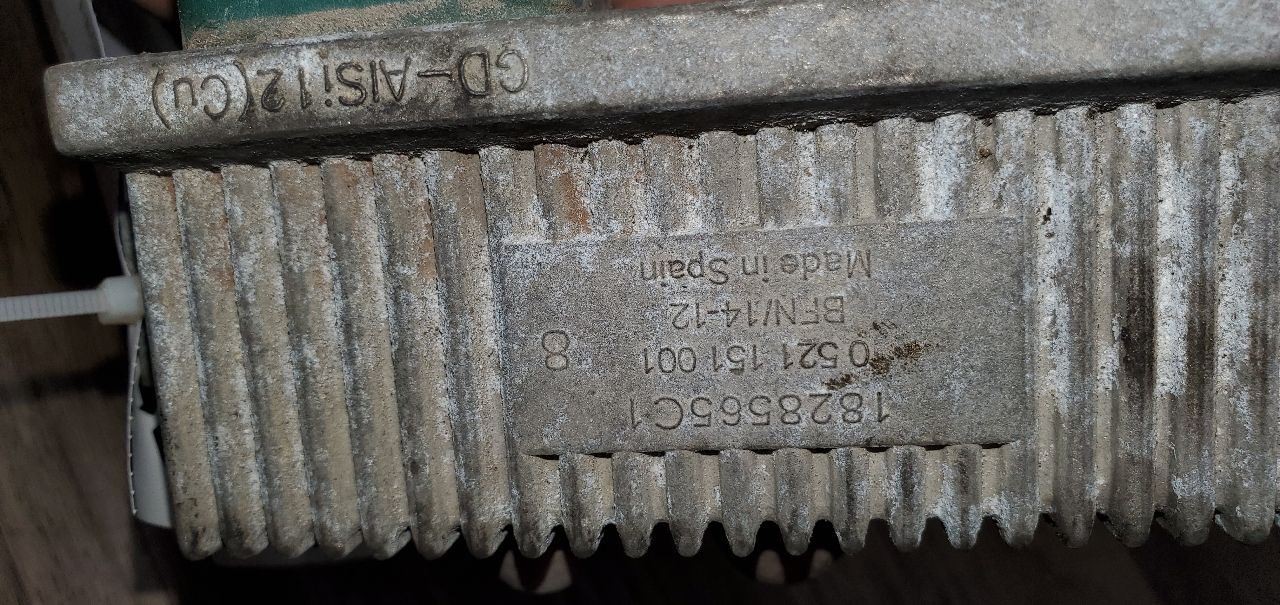 1828565C1
0 521 151 001
8
BFN/14-12
Made in Spain
GD-AlSi12(Cu)